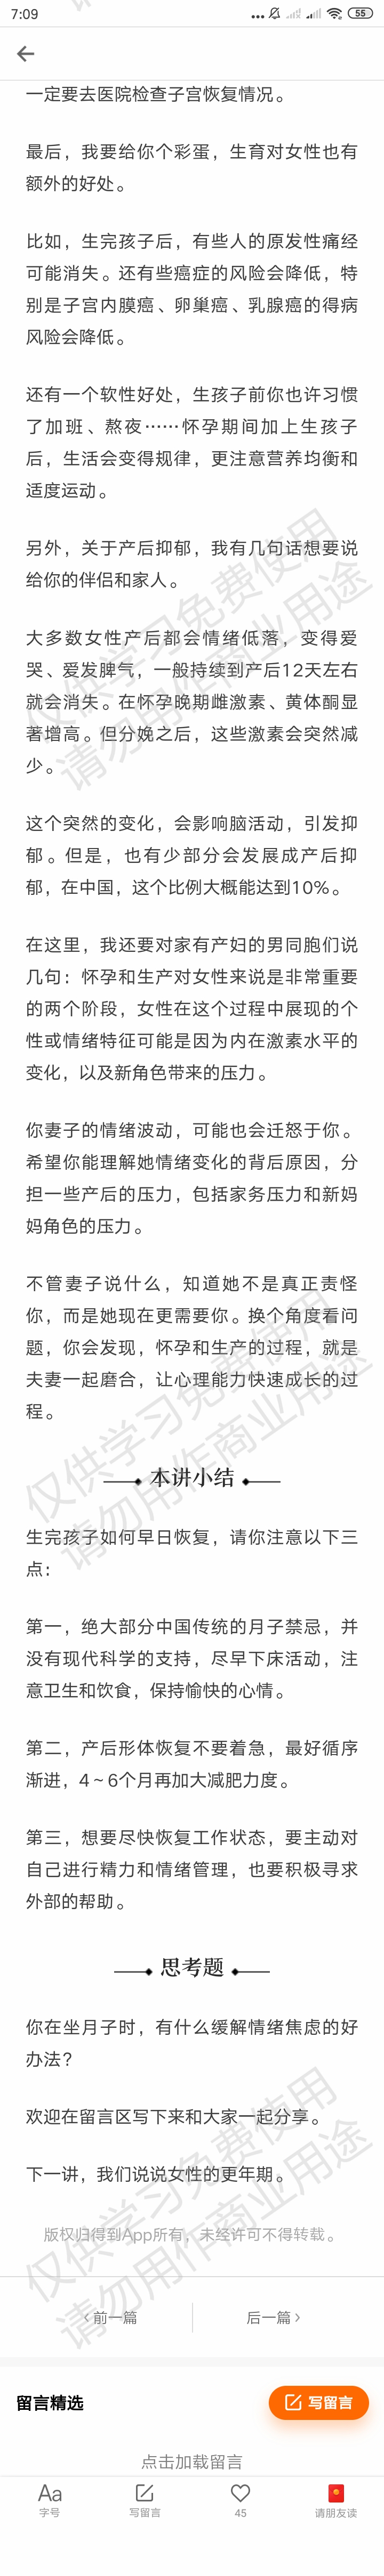 7:09
55
一定要去医院检查子宫恢复情况。
最后，我要给你个彩蛋，生育对女性也有
额外的好处。
比如，生完孩子后，有些人的原发性痛经
可能消失。还有些癌症的风险会降低，特
别是子宫内膜癌、卵巢癌、乳腺癌的得病
风险会降低。
还有一个软性好处，生孩子前你也许习惯
了加班、熬夜……怀孕期间加上生孩子
后，生活会变得规律，更注意营养均衡和
适度运动。
另外，关于产后抑郁，我有几句话想要说
给你的伴侣和家人。
大多数女性产后都会情绪低落，变得爱
哭、爱发脾气，一般持续到产后12天左右
就会消失。在怀孕晚期雌激素、黄体酮显
著增高。但分娩之后，这些激素会突然减
少。
这个突然的变化，会影响脑活动，引发抑
郁。但是，也有少部分会发展成产后抑
郁，在中国，这个比例大概能达到10%。
在这里，我还要对家有产妇的男同胞们说
几句：怀孕和生产对女性来说是非常重要
的两个阶段，女性在这个过程中展现的个
性或情绪特征可能是因为内在激素水平的
变化，以及新角色带来的压力。
你妻子的情绪波动，可能也会迁怒于你。
希望你能理解她情绪变化的背后原因，分
担一些产后的压力，包括家务压力和新妈
妈角色的压力。
不管妻子说什么，知道她不是真正责怪
你，而是她现在更需要你。换个角度看问
题，你会发现，怀孕和生产的过程，就是
夫妻一起磨合，让心理能力快速成长的过
程。
本讲小结
生完孩子如何早日恢复，请你注意以下三
点：
第一，绝大部分中国传统的月子禁忌，并
没有现代科学的支持，尽早下床活动，注
意卫生和饮食，保持愉快的心情。
第二，产后形体恢复不要着急，最好循序
渐进，4～6个月再加大减肥力度。
第三，想要尽快恢复工作状态，要主动对
自己进行精力和情绪管理，也要积极寻求
外部的帮助。
思考题
你在坐月子时，有什么缓解情绪焦虑的好
办法？
欢迎在留言区写下来和大家一起分享。
下一讲，我们说说女性的更年期。
版权归得到App所有，未经许可不得转载。
前一篇
后一篇
留言精选
写留言
点击加载留言
Aa
字号
写留言
45
请朋友读
仅供学习免费使用
请勿用作商业用途
仅供学习免费使用
请勿用作商业用途
仅供学习免费使用
请勿用作商业用途